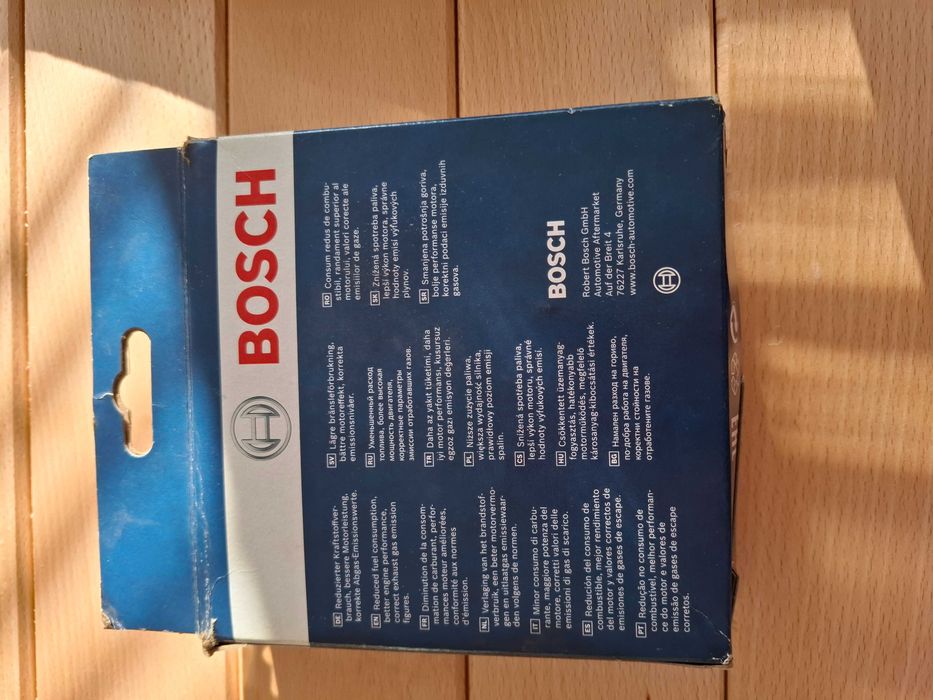 BOSCH
DE Reduzierter Kraftstoffver-
brauch, bessere Motorleistung,
korrekte Abgas-Emissionswerte.
EN Reduced fuel consumption,
better engine performance,
correct exhaust gas emission
figures.
FR Diminution de la consom-
mation de carburant, perfor-
mances moteur améliorées,
conformité aux normes
d'émission.
NL Verlaging van het brandstof-
verbruik, een beter motorvermo-
gen en uitlaatgas emissiewaar-
den volgens de normen.
IT Minor consumo di carbu-
rante, maggiore potenza del
motore, corretti valori delle
emissioni di gas di scarico.
ES Redución del consumo de
combustible, mejor rendimiento
del motor y valores correctos de
emisiones de gases de escape.
PT Redução no consumo de
combustível, melhor performan-
ce do motor e valores de
emissão de gases de escape
corretos.
SV Lägre bränsleförbrukning,
bättre motoreffekt, korrekta
emissionsnivåer.
RU Уменьшенный расход
топлива, более высокая
мощность двигателя,
корректные параметры
эмиссии отработавших газов.
TR Daha az yakıt tüketimi, daha
iyi motor performansı, kusursuz
egzoz gazı emisyon değerleri.
PL Niższe zużycie paliwa,
większa wydajność silnika,
prawidłowy poziom emisji
spalin.
CS Snížená spotřeba paliva,
lepší výkon motoru, správné
hodnoty výfukových emisí.
HU Csökkentett üzemanyag-
fogyasztás, hatékonyabb
motorműködés, megfelelő
károsanyag-kibocsátási értékek.
BG Намален разход на гориво,
по-добра работа на двигателя,
коректни стойности на
отработените газове.
RO Consum redus de combu-
stibil, randament superior al
motorului, valori corecte ale
emisiilor de gaze.
SK Znížená spotreba paliva,
lepší výkon motora, správne
hodnoty emisí výfukových
plynov.
SR Smanjena potrošnja goriva,
bolje performanse motora,
korektni podaci emisije izduvnih
gasova.
BOSCH
Robert Bosch GmbH
Automotive Aftermarket
Auf der Breit 4
76227 Karlsruhe, Germany
www.bosch-automotive.com